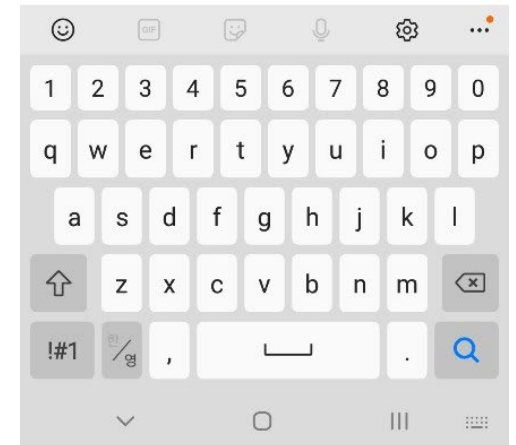 GIF
1 2 3 4 5 6 7 8 9 0
q w e r t y u i o p
a s d f g h j k l
z x c v b n m
!#1 한/영 , .